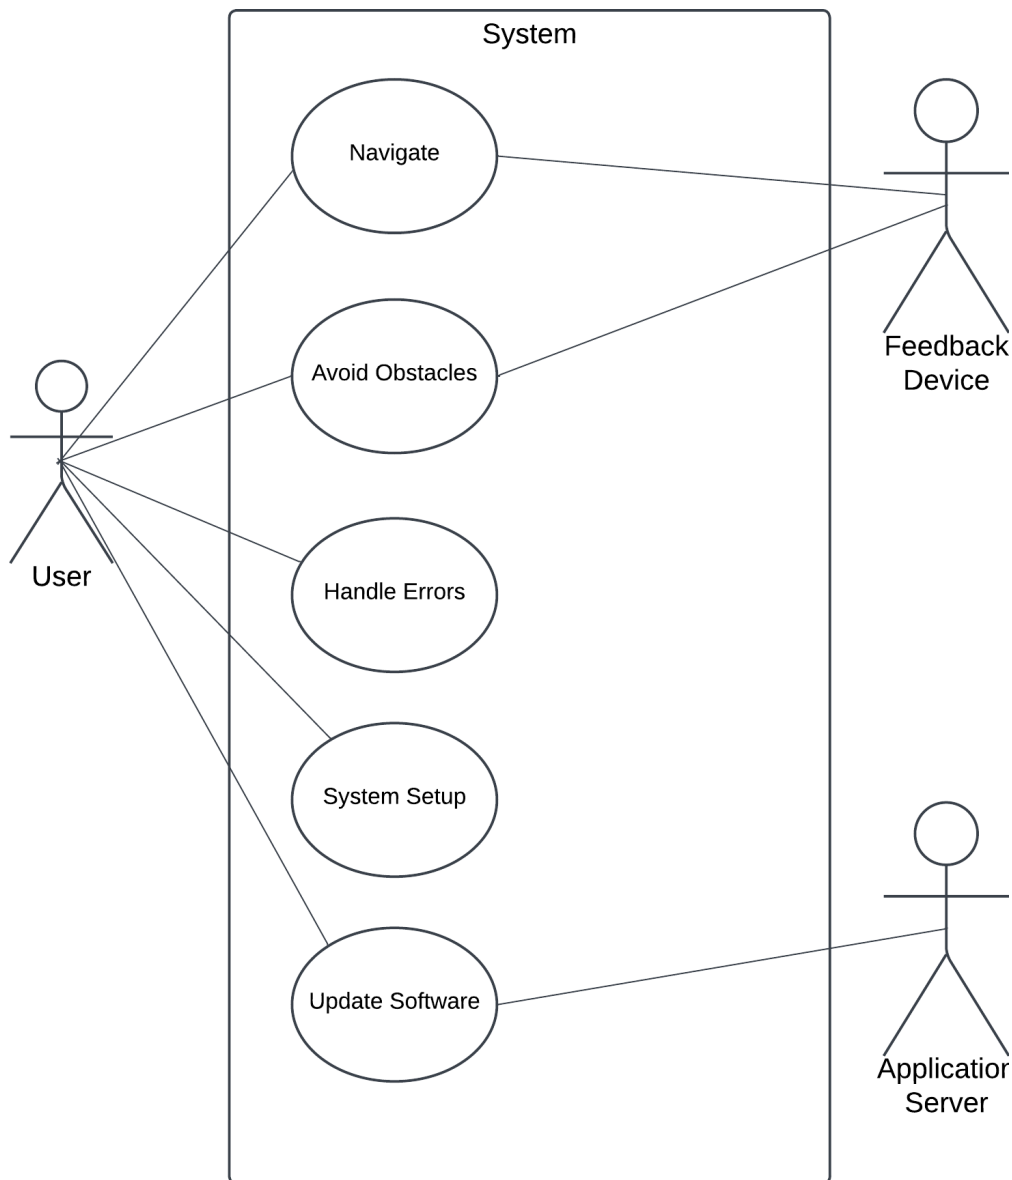 System
Navigate
Feedback
Device
Avoid Obstacles
User
Handle Errors
System Setup
Update Software
Application
Server